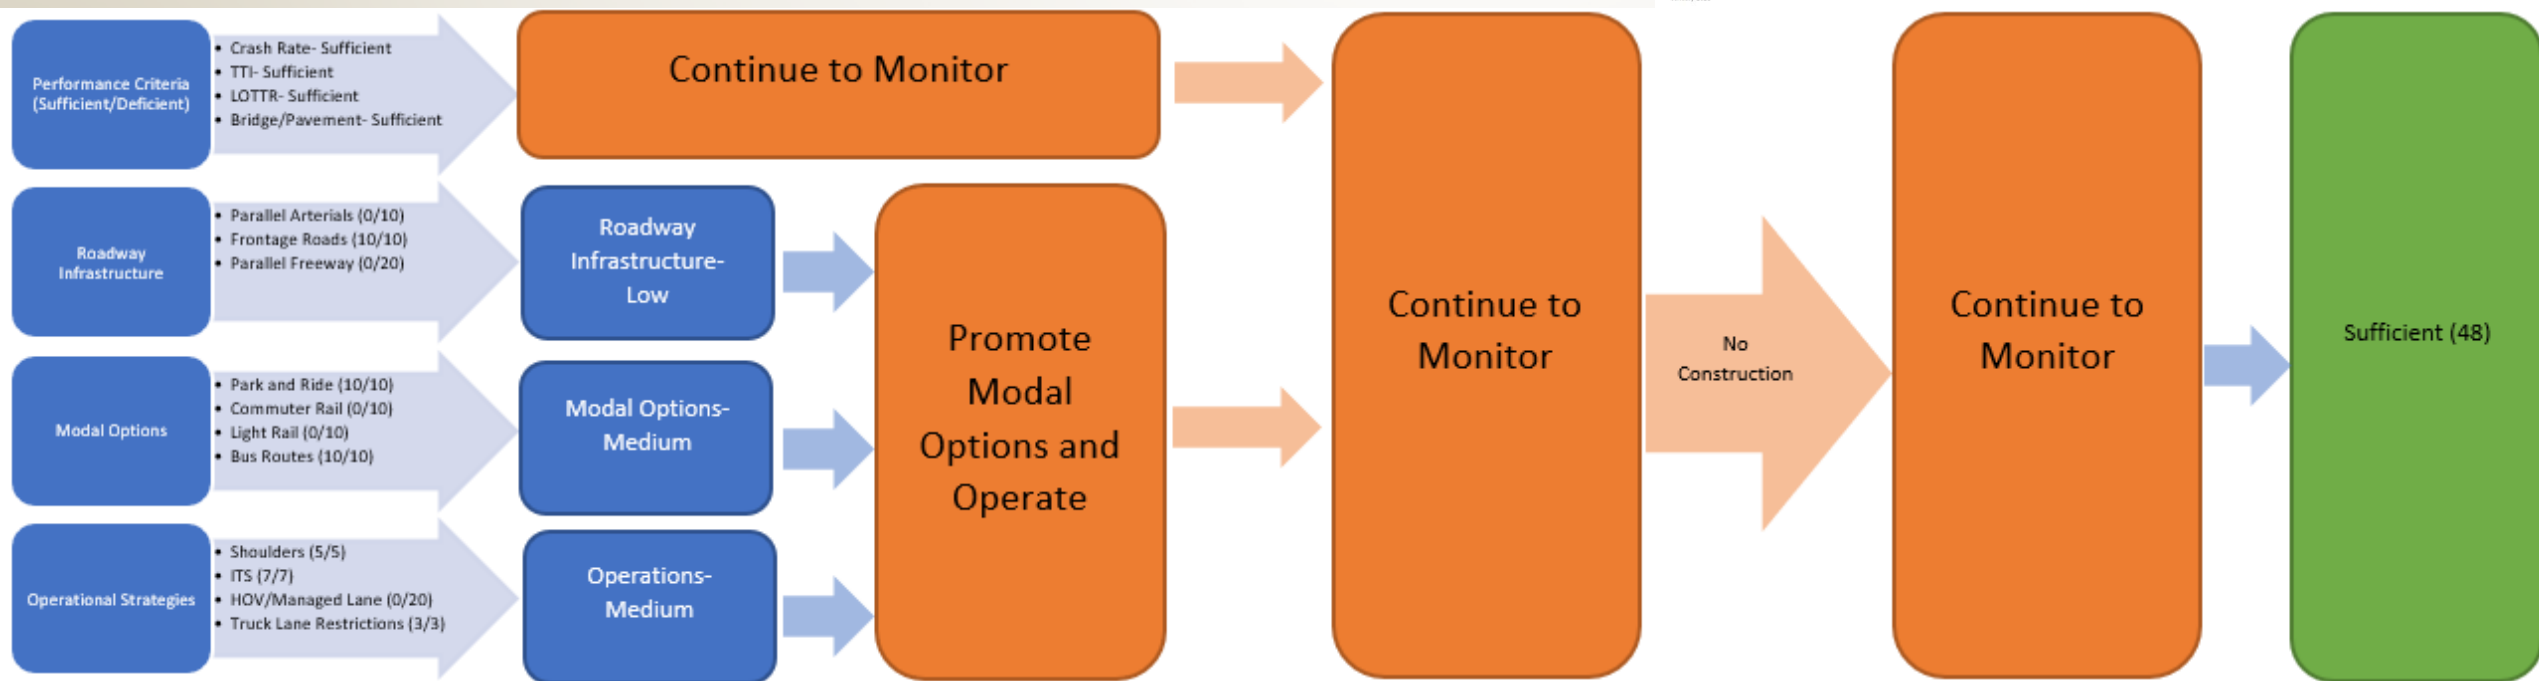 Performance Criteria
(Sufficient/Deficient)
• Crash Rate- Sufficient
• TTI- Sufficient
• LOTTR- Sufficient
• Bridge/Pavement- Sufficient
Continue to Monitor
Roadway
Infrastructure
• Parallel Arterials (0/10)
• Frontage Roads (10/10)
• Parallel Freeway (0/20)
Roadway
Infrastructure-
Low
Modal Options
• Park and Ride (10/10)
• Commuter Rail (0/10)
• Light Rail (0/10)
• Bus Routes (10/10)
Modal Options-
Medium
Operational Strategies
• Shoulders (5/5)
• ITS (7/7)
• HOV/Managed Lane (0/20)
• Truck Lane Restrictions (3/3)
Operations-
Medium
Promote
Modal
Options and
Operate
Continue to
Monitor
No
Construction
Continue to
Monitor
Sufficient (48)